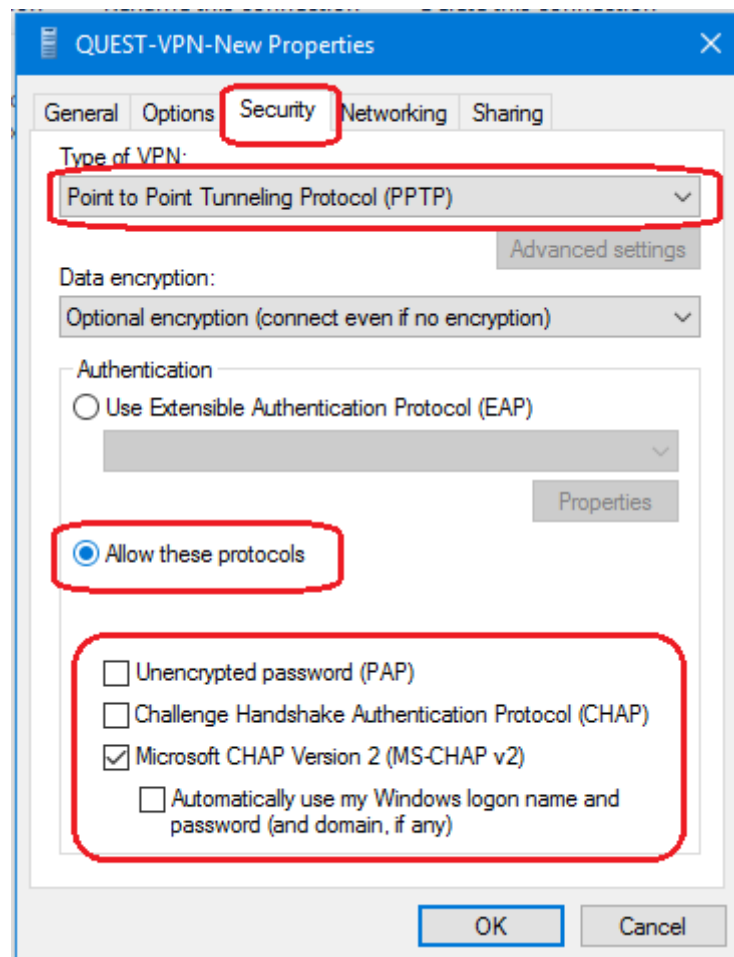 QUEST-VPN-New Properties
General Options Security Networking Sharing
Type of VPN:
Point to Point Tunneling Protocol (PPTP)
Advanced settings
Data encryption:
Optional encryption (connect even if no encryption)
Authentication
Use Extensible Authentication Protocol (EAP)
Properties
Allow these protocols
Unencrypted password (PAP)
Challenge Handshake Authentication Protocol (CHAP)
Microsoft CHAP Version 2 (MS-CHAP v2)
Automatically use my Windows logon name and
password (and domain, if any)
OK Cancel